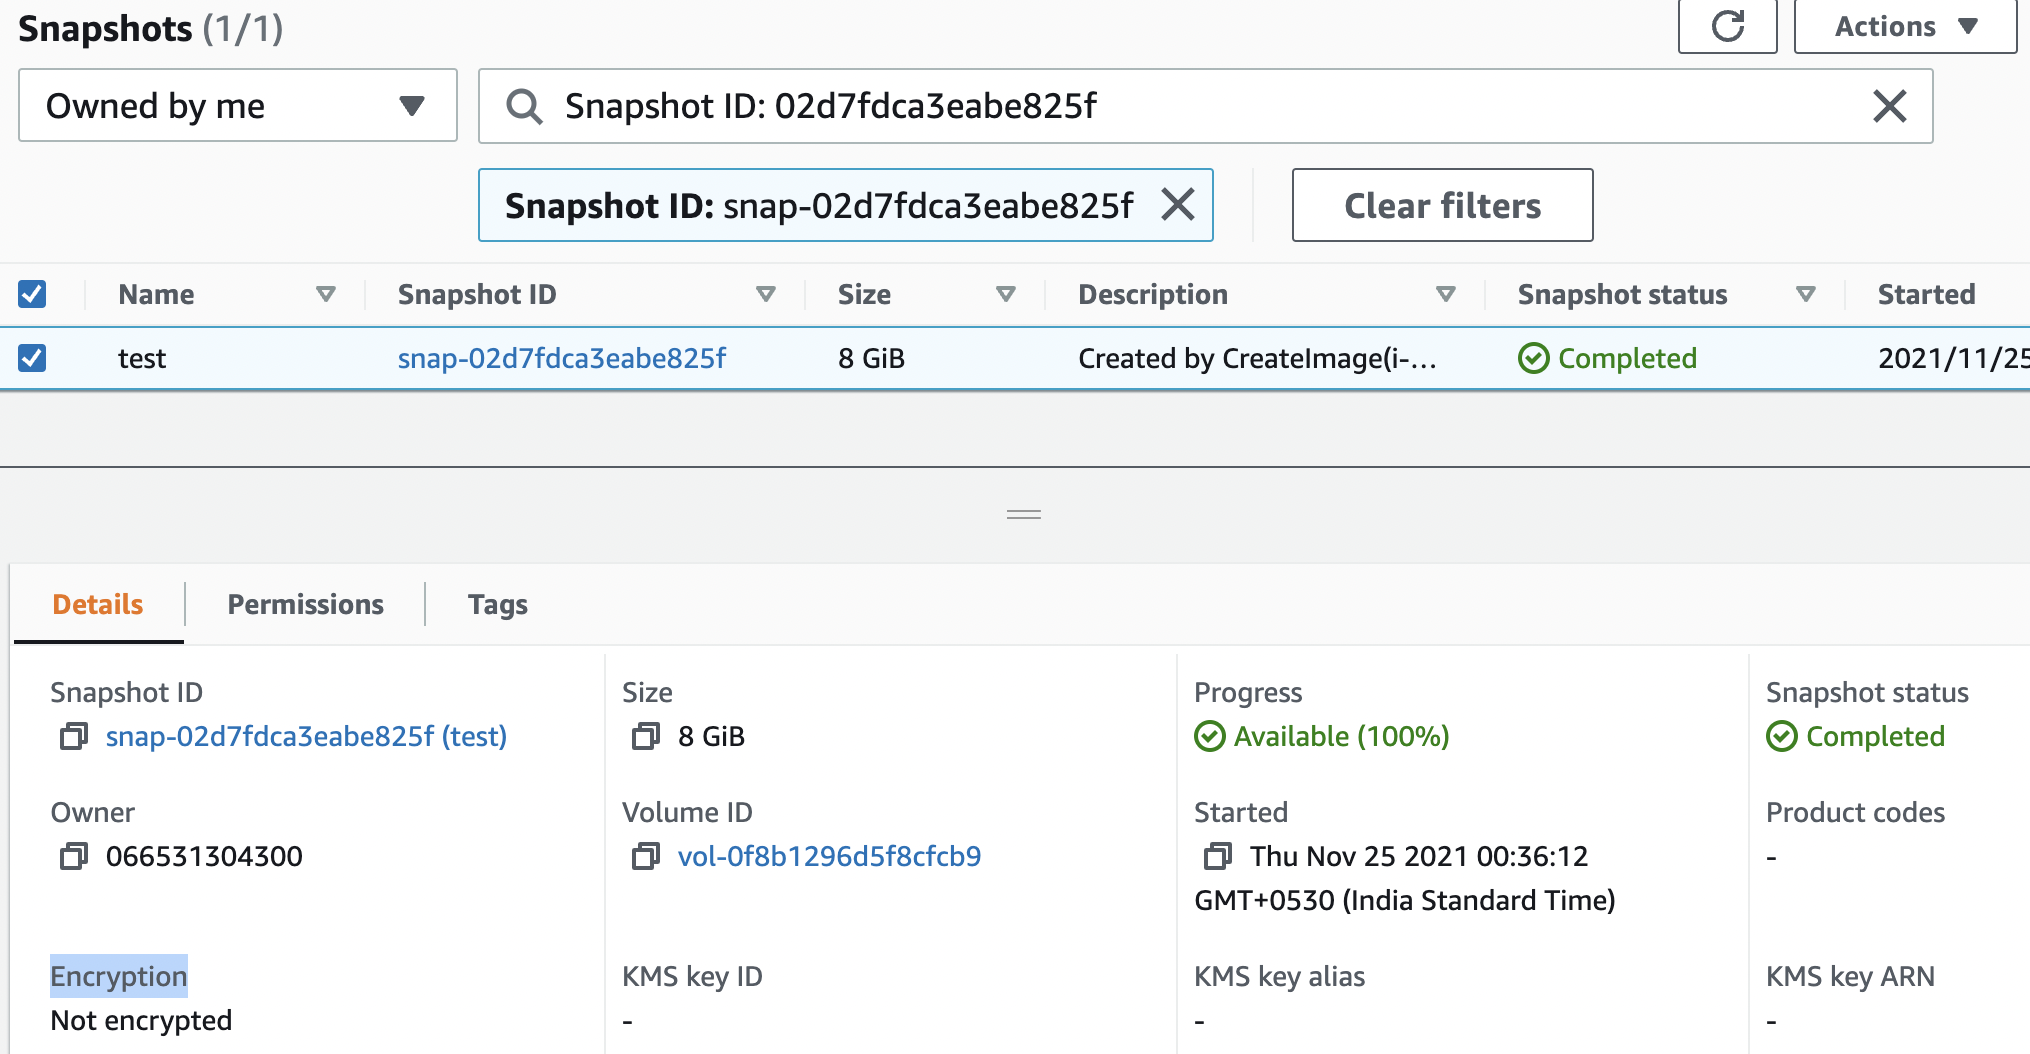 Snapshots (1/1)
Actions
Owned by me
Snapshot ID: 02d7fdca3eabe825f
Snapshot ID: snap-02d7fdca3eabe825f
Clear filters
Name Snapshot ID Size Description Snapshot status Started
test snap-02d7fdca3eabe825f 8 GiB Created by CreateImage(i-... Completed 2021/11/25
Details Permissions Tags
Snapshot ID Size Progress Snapshot status
snap-02d7fdca3eabe825f (test) 8 GiB Available (100%) Completed
Owner Volume ID Started Product codes
066531304300 vol-0f8b1296d5f8cfcb9 Thu Nov 25 2021 00:36:12 -
GMT+0530 (India Standard Time)
Encryption KMS key ID KMS key alias KMS key ARN
Not encrypted - - -